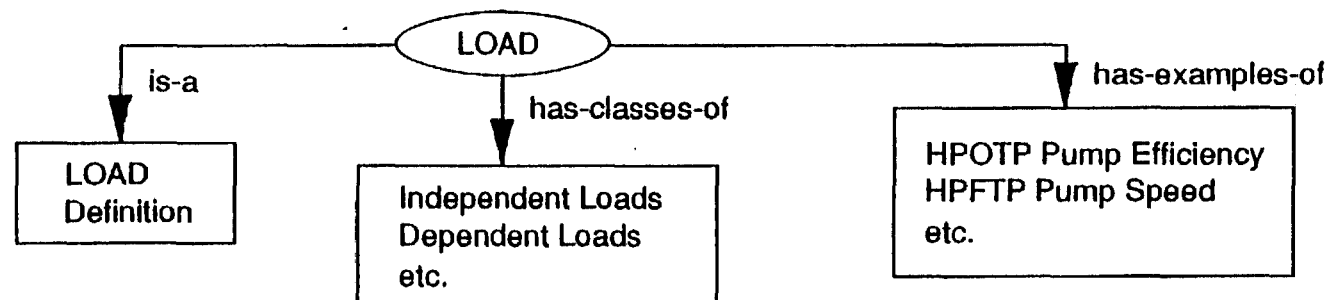 LOAD
is-a
has-classes-of
has-examples-of
LOAD
Definition
Independent Loads
Dependent Loads
etc.
HPOTP Pump Efficiency
HPFTP Pump Speed
etc.